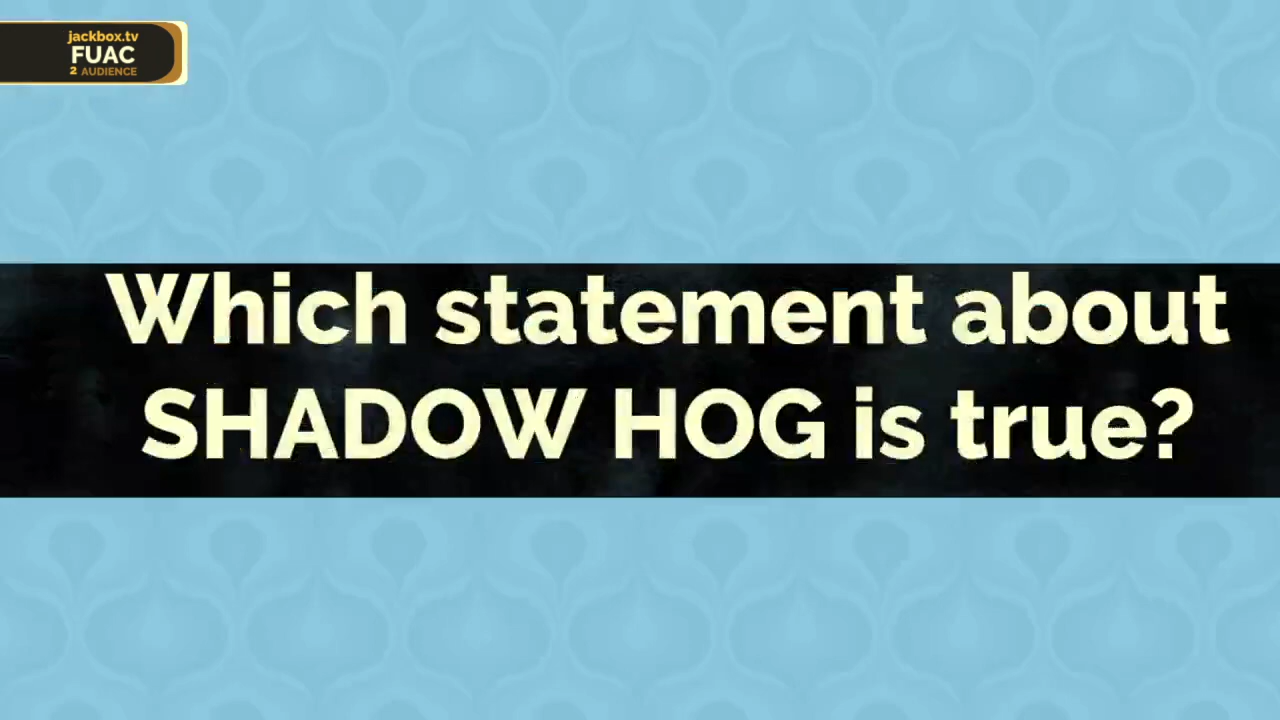 jackbox.tv
FUAC
2 AUDIENCE
Which statement about
SHADOW HOG is true?